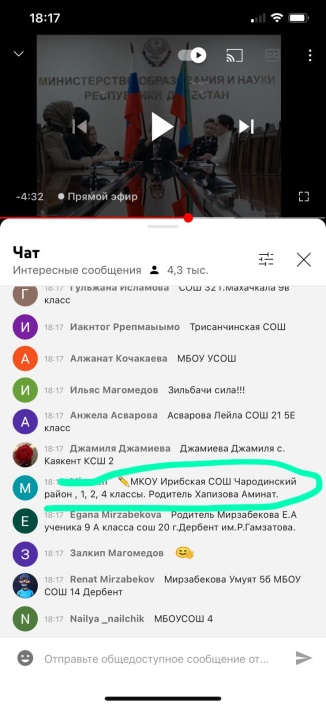 18:17
МИНИСТЕРСТВО ОБРАЗОВАНИЯ И НАУКИ
РЕСПУБЛИКИ ДАГЕСТАН
-4:32 Прямой эфир
Чат
Интересные сообщения 4,3 тыс.
18:17 Гульжана Исламова СОШ 32 г.Махачкала 9в
класс
И 18:17 Иакнтог Ррепмаыымо Трисанчинская СОШ
А 18:17 Алжанат Кочакаева МБОУ УСОШ
И 18:17 Ильяс Магомедов Зильбачи сила!!!
А 18:17 Анжела Асварова Асварова Лейла СОШ 21 5Е
класс
18:17 Джамиля Джамиева Джамиева Джамиля с.
Каякент КСШ 2
М МКОУ Ирибская СОШ Чародинский
район , 1, 2, 4 классы. Родитель Хапизова Аминат.
E 18:17 Egana Mirzabekova Родитель Мирзабекова Е.А
ученика 9 А класса сош 20 г.Дербент им.Р.Гамзатова.
З 18:17 Залкип Магомедов
18:17 Renat Mirzabekov Мирзабекова Умуят 5б МБОУ
СОШ 14 Дербент
N 18:17 Nailya _nailchik МБОУСОШ 4
Отправьте общедоступное сообщение от...